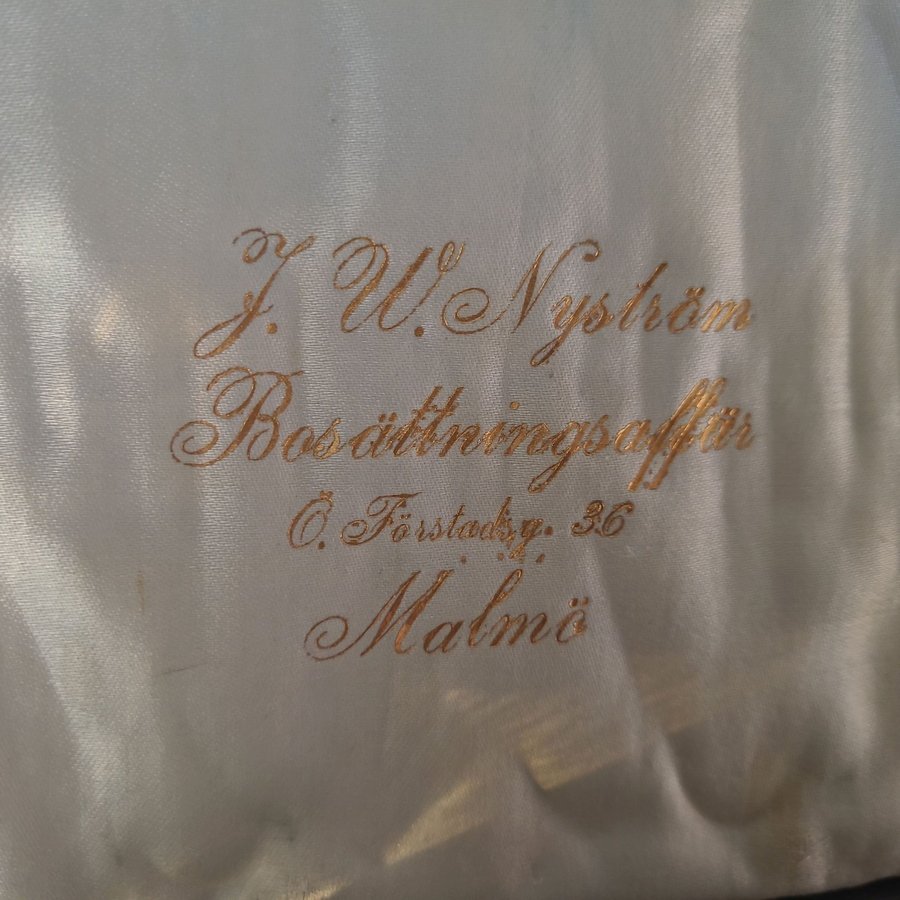 J. W. Nyström
Bosättningsaffär
Ö. Förstadsg. 36
Malmö